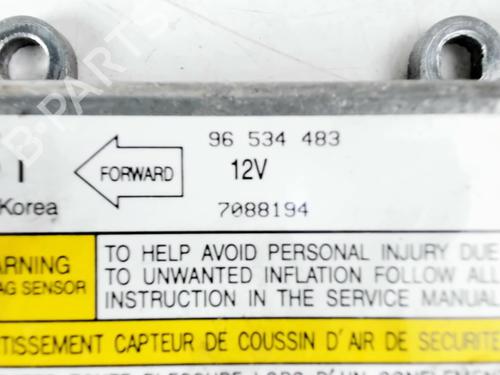 B-PARTS
96 534 483
I FORWARD 12V
Korea 7088194
TO HELP AVOID PERSONAL INJURY DUE
ARNING TO UNWANTED INFLATION FOLLOW ALL
AG SENSOR INSTRUCTION IN THE SERVICE MANUAL
TISSEMENT CAPTEUR DE COUSSIN D'AIR DE SECURITE